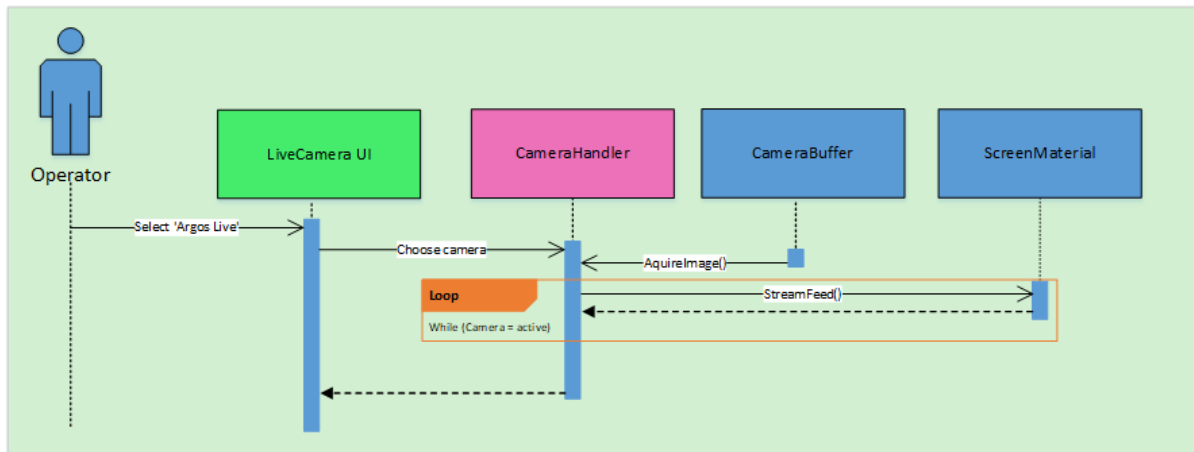 LiveCamera UI
CameraHandler
CameraBuffer
ScreenMaterial
Operator
Select 'Argos Live'
Choose camera
AquireImage()
Loop
StreamFeed()
While (Camera = active)